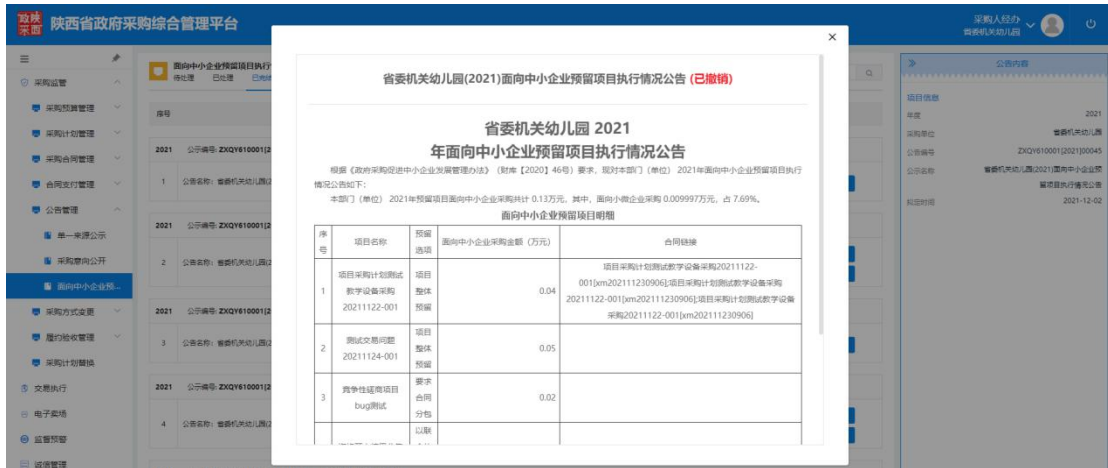 政陕
采西
陕西省政府采购综合管理平台
采购人经办
省委机关幼儿园
采购监管
采购预算管理
采购计划管理
采购合同管理
合同支付管理
公告管理
单一来源公示
采购意向公开
面向中小企业预...
采购方式变更
履约验收管理
采购计划替换
交易执行
电子卖场
监管预警
诚信管理
面向中小企业预留项目执行
待处理 已处理
序号
2021 公示编号: ZXQY610001[2
1 公告名称: 省委机关幼儿园(2
2021 公示编号: ZXQY610001[2
2 公告名称: 省委机关幼儿园(2
2021 公示编号: ZXQY610001[2
3 公告名称: 省委机关幼儿园(2
2021 公示编号: ZXQY610001[2
4 公告名称: 省委机关幼儿园(2
省委机关幼儿园(2021)面向中小企业预留项目执行情况公告 (已撤销)
省委机关幼儿园 2021
年面向中小企业预留项目执行情况公告
根据《政府采购促进中小企业发展管理办法》(财库【2020】46号)要求,现对本部门(单位) 2021年面向中小企业预留项目执行
情况公告如下:
本部门(单位) 2021年预留项目面向中小企业采购共计 0.13万元,其中,面向小微企业采购 0.009997万元,占 7.69%。
面向中小企业预留项目明细
序号 项目名称 预留选项 面向中小企业采购金额(万元) 合同链接
1 项目采购计划测试教学设备采购20211122-001 项目整体预留 0.04 项目采购计划测试教学设备采购20211122-
001[xm202111230906];项目采购计划测试教学设备采购
20211122-001[xm202111230906];项目采购计划测试教学设备
采购20211122-001[xm202111230906]
2 测试交易问题20211124-001 项目整体预留 0.05
3 竞争性磋商项目bug测试 要求合同分包 0.02
以联
公告内容
项目信息
年度 2021
采购单位 省委机关幼儿园
公告编号 ZXQY610001[2021]00045
公示名称 省委机关幼儿园(2021)面向中小企业预
留项目执行情况公告
拟定时间 2021-12-02